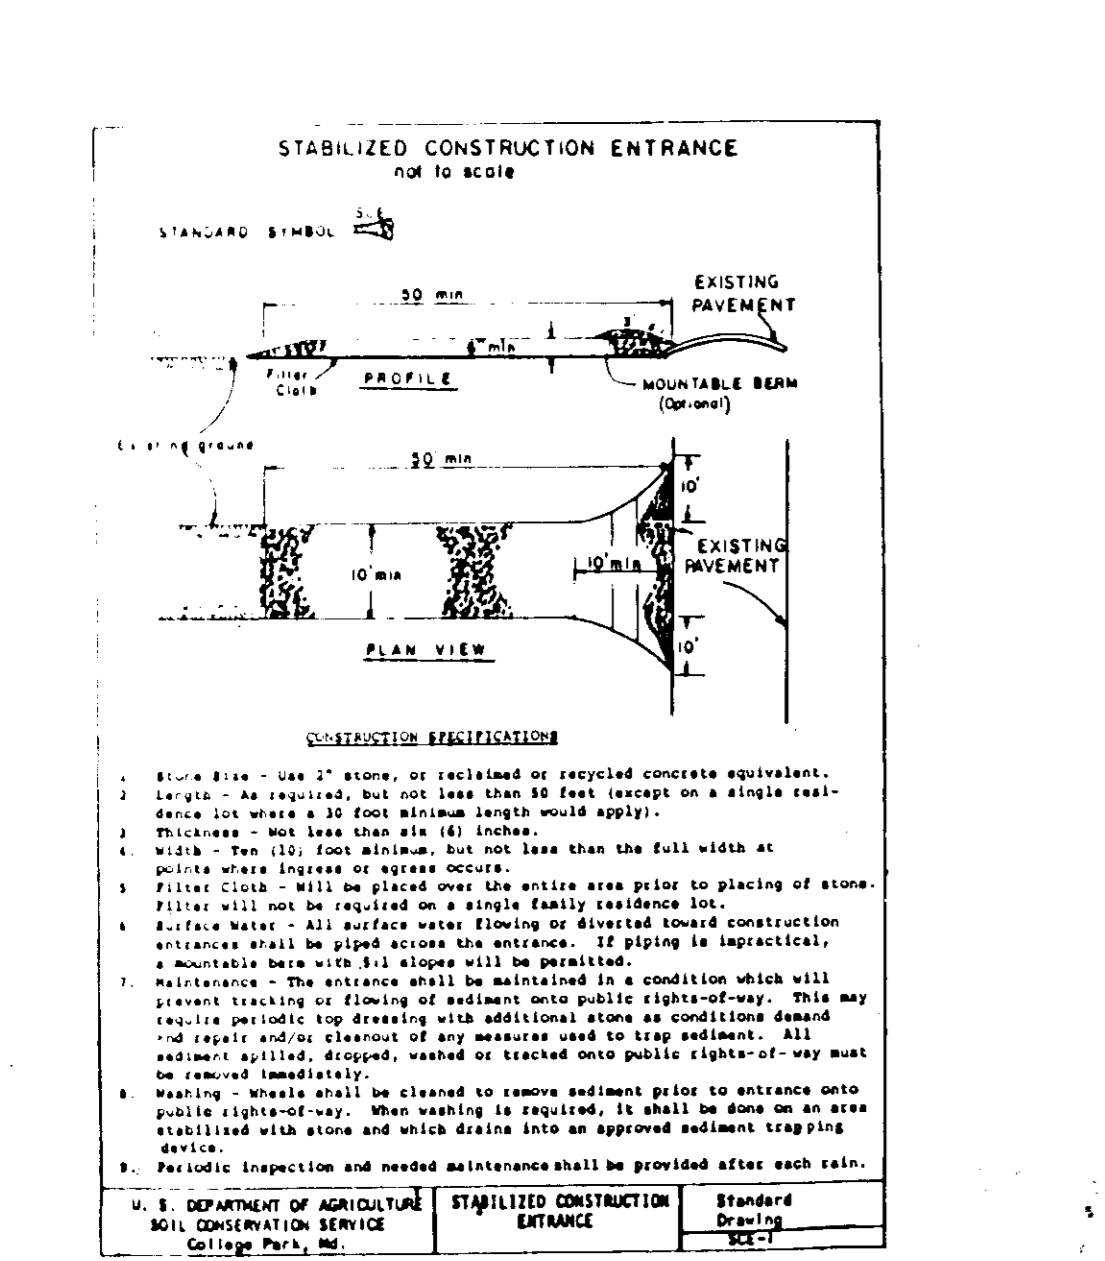 STABILIZED CONSTRUCTION ENTRANCE
not to scale
STANDARD SYMBOL
50 min
EXISTING
PAVEMENT
min
Filter
Cloth
PROFILE
MOUNTABLE BERM
(Optional)
Existing ground
50' min
10'
EXISTING
PAVEMENT
10' min
10' min
10'
PLAN VIEW
CONSTRUCTION SPECIFICATIONS
1 Stone Size - Use 2" stone, or reclaimed or recycled concrete equivalent.
2 Length - As required, but not less than 50 feet (except on a single resi-
dence lot where a 30 foot minimum length would apply).
3 Thickness - Not less than six (6) inches.
4. Width - Ten (10) foot minimum, but not less than the full width at
points where ingress or egress occurs.
5 Filter Cloth - Will be placed over the entire area prior to placing of stone.
Filter will not be required on a single family residence lot.
6 Surface Water - All surface water flowing or diverted toward construction
entrances shall be piped across the entrance. If piping is impractical,
a mountable berm with 5:1 slopes will be permitted.
7. Maintenance - The entrance shall be maintained in a condition which will
prevent tracking or flowing of sediment onto public rights-of-way. This may
require periodic top dressing with additional stone as conditions demand
and repair and/or cleanout of any measures used to trap sediment. All
sediment spilled, dropped, washed or tracked onto public rights-of-way must
be removed immediately.
8. Washing - Wheels shall be cleaned to remove sediment prior to entrance onto
public rights-of-way. When washing is required, it shall be done on an area
stabilized with stone and which drains into an approved sediment trapping
device.
9. Periodic inspection and needed maintenance shall be provided after each rain.
U. S. DEPARTMENT OF AGRICULTURE
SOIL CONSERVATION SERVICE
College Park, Md.
STABILIZED CONSTRUCTION
ENTRANCE
Standard
Drawing
SCE-1